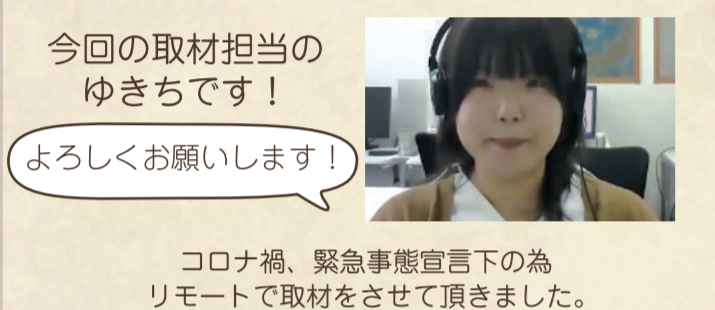 今回の取材担当の
ゆきちです！
よろしくお願いします！
コロナ禍、緊急事態宣言下の為
リモートで取材をさせて頂きました。